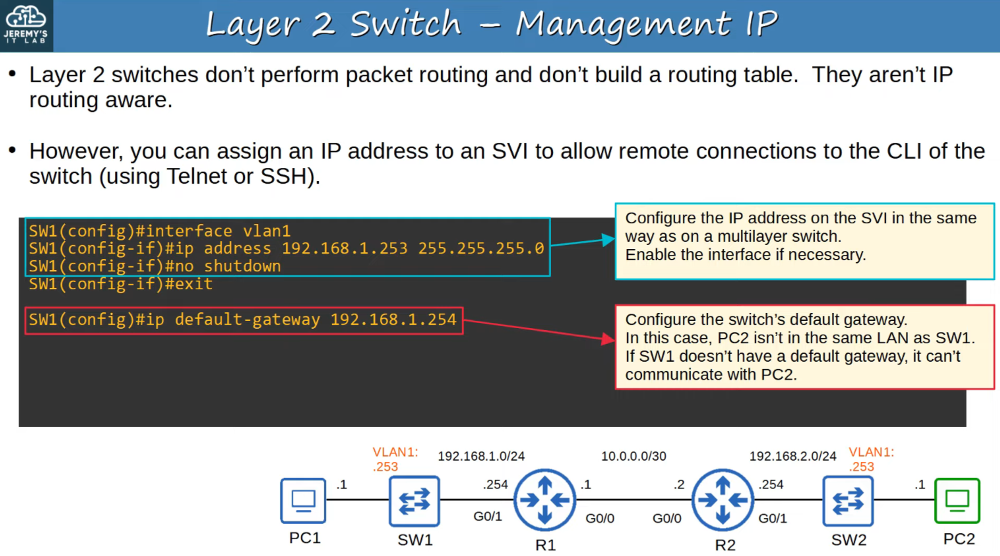 JEREMY'S
IT LAB
Layer 2 Switch – Management IP
• Layer 2 switches don’t perform packet routing and don’t build a routing table.  They aren’t IP
routing aware.
• However, you can assign an IP address to an SVI to allow remote connections to the CLI of the
switch (using Telnet or SSH).
SW1(config)#interface vlan1
SW1(config-if)#ip address 192.168.1.253 255.255.255.0
SW1(config-if)#no shutdown
SW1(config-if)#exit
SW1(config)#ip default-gateway 192.168.1.254
Configure the IP address on the SVI in the same
way as on a multilayer switch.
Enable the interface if necessary.
Configure the switch’s default gateway.
In this case, PC2 isn’t in the same LAN as SW1.
If SW1 doesn’t have a default gateway, it can’t
communicate with PC2.
VLAN1:
.253
192.168.1.0/24
10.0.0.0/30
192.168.2.0/24
VLAN1:
.253
.1
.254
.1
.2
.254
.1
G0/1
G0/0
G0/0
G0/1
PC1
SW1
R1
R2
SW2
PC2